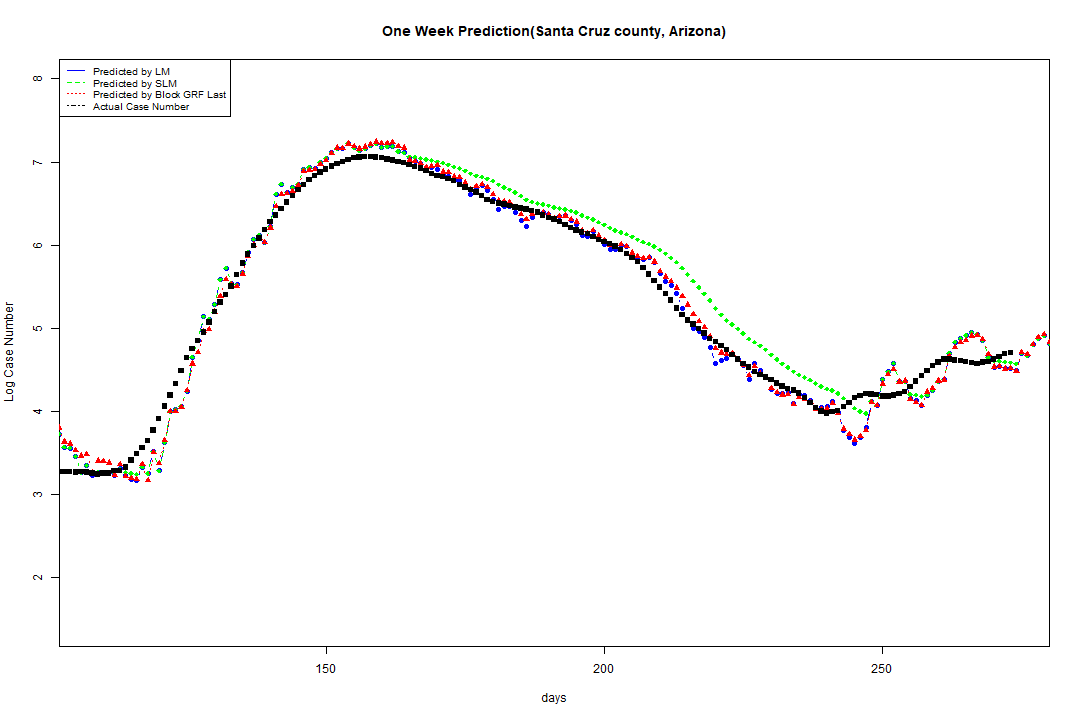 One Week Prediction(Santa Cruz county, Arizona)
Predicted by LM
Predicted by SLM
Predicted by Block GRF Last
Actual Case Number
Log Case Number
8
7
6
5
4
3
2
150 200 250
days